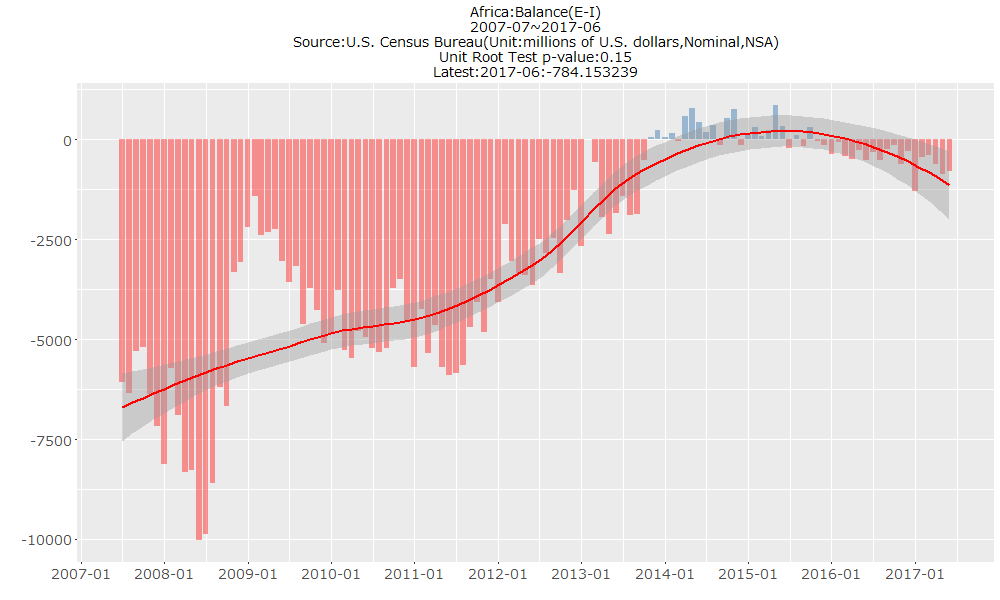 Africa:Balance(E-I)
2007-07~2017-06
Source:U.S. Census Bureau(Unit:millions of U.S. dollars,Nominal,NSA)
Unit Root Test p-value:0.15
Latest:2017-06:-784.153239
0
-2500
-5000
-7500
-10000
2007-01 2008-01 2009-01 2010-01 2011-01 2012-01 2013-01 2014-01 2015-01 2016-01 2017-01